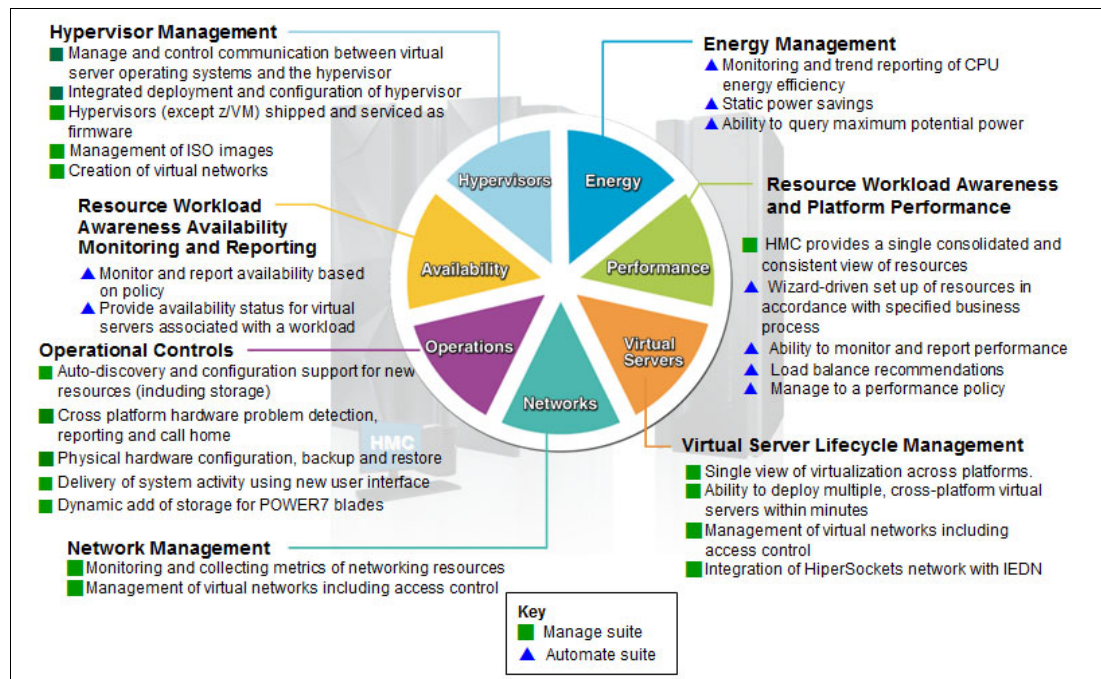 Hypervisor Management
Manage and control communication between virtual
server operating systems and the hypervisor
Integrated deployment and configuration of hypervisor
Hypervisors (except z/VM) shipped and serviced as
firmware
Management of ISO images
Creation of virtual networks
Energy Management
Monitoring and trend reporting of CPU
energy efficiency
Static power savings
Ability to query maximum potential power
Resource Workload
Awareness Availability
Monitoring and Reporting
Monitor and report availability based
on policy
Provide availability status for virtual
servers associated with a workload
Resource Workload Awareness
and Platform Performance
HMC provides a single consolidated and
consistent view of resources
Wizard-driven set up of resources in
accordance with specified business
process
Ability to monitor and report performance
Load balance recommendations
Manage to a performance policy
Hypervisors
Energy
Availability
Performance
Operations
Virtual
Servers
Networks
HMC
Operational Controls
Auto-discovery and configuration support for new
resources (including storage)
Cross platform hardware problem detection,
reporting and call home
Physical hardware configuration, backup and restore
Delivery of system activity using new user interface
Dynamic add of storage for POWER7 blades
Virtual Server Lifecycle Management
Single view of virtualization across platforms.
Ability to deploy multiple, cross-platform virtual
servers within minutes
Management of virtual networks including
access control
Integration of HiperSockets network with IEDN
Network Management
Monitoring and collecting metrics of networking resources
Management of virtual networks including access control
Key
Manage suite
Automate suite